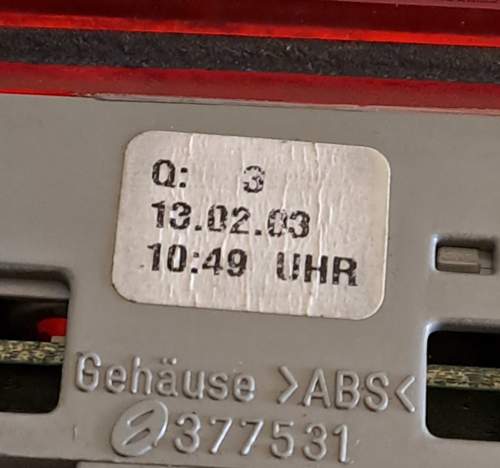 Q: 3
13.02.03
10:49 UHR
Gehäuse >ABS<
377531